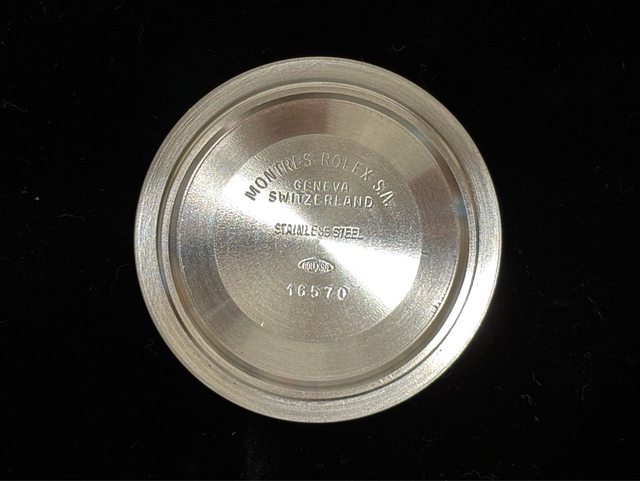 MONTRES ROLEX S.A.
GENEVA
SWITZERLAND
STAINLESS STEEL
16570